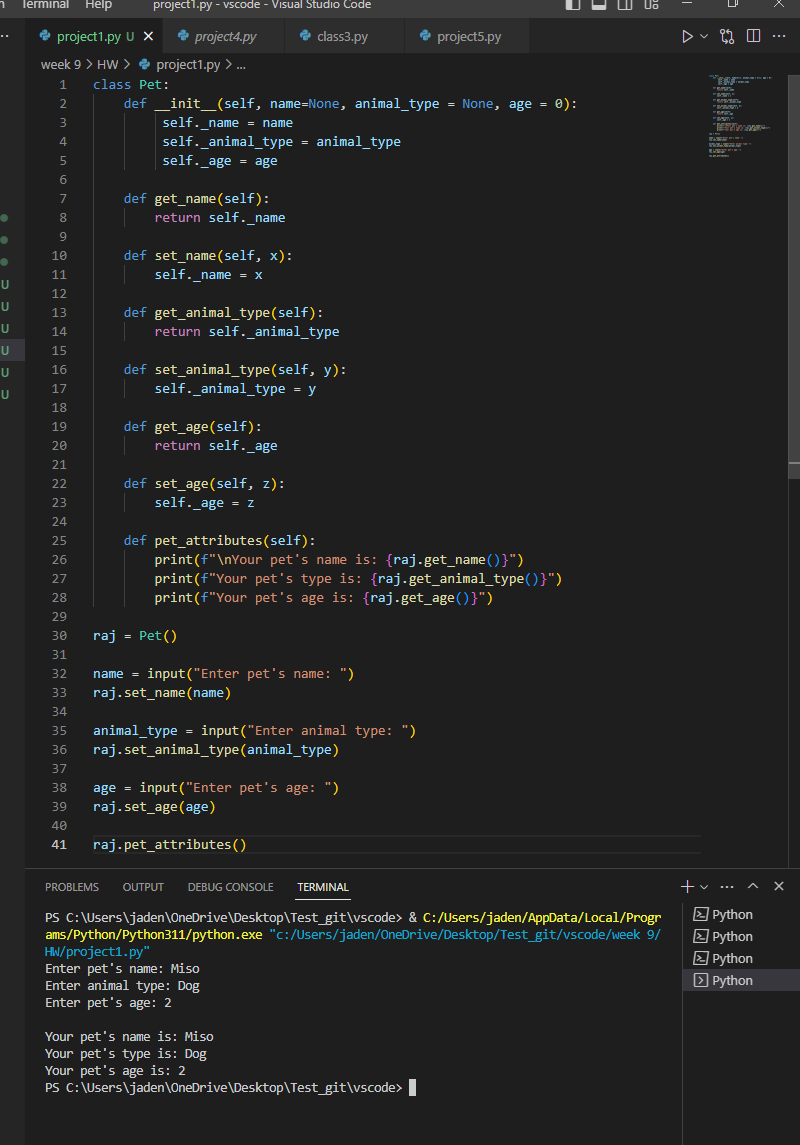 Terminal Help project1.py - vscode - Visual Studio Code
project1.py U project4.py class3.py project5.py
week 9 > HW > project1.py > ...
1 class Pet:
2     def __init__(self, name=None, animal_type = None, age = 0):
3          self._name = name
4          self._animal_type = animal_type
5          self._age = age
6
7     def get_name(self):
8         return self._name
9
10     def set_name(self, x):
11         self._name = x
12
13     def get_animal_type(self):
14         return self._animal_type
15
16     def set_animal_type(self, y):
17         self._animal_type = y
18
19     def get_age(self):
20         return self._age
21
22     def set_age(self, z):
23         self._age = z
24
25     def pet_attributes(self):
26         print(f"\nYour pet's name is: {raj.get_name()}")
27         print(f"Your pet's type is: {raj.get_animal_type()}")
28         print(f"Your pet's age is: {raj.get_age()}")
29
30 raj = Pet()
31
32 name = input("Enter pet's name: ")
33 raj.set_name(name)
34
35 animal_type = input("Enter animal type: ")
36 raj.set_animal_type(animal_type)
37
38 age = input("Enter pet's age: ")
39 raj.set_age(age)
40
41 raj.pet_attributes()
U
U
U
U
U
U
PROBLEMS OUTPUT DEBUG CONSOLE TERMINAL
PS C:\Users\jaden\OneDrive\Desktop\Test_git\vscode> & C:/Users/jaden/AppData/Local/Progr
ams/Python/Python311/python.exe "c:/Users/jaden/OneDrive/Desktop/Test_git/vscode/week 9/
HW/project1.py"
Enter pet's name: Miso
Enter animal type: Dog
Enter pet's age: 2

Your pet's name is: Miso
Your pet's type is: Dog
Your pet's age is: 2
PS C:\Users\jaden\OneDrive\Desktop\Test_git\vscode>
Python
Python
Python
Python